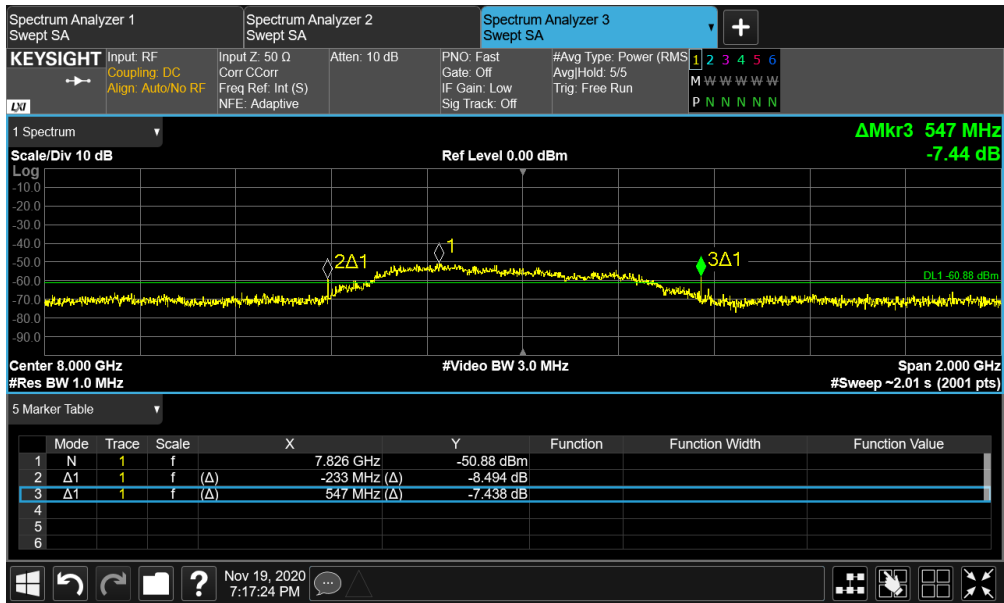 Spectrum Analyzer 1
Swept SA
Spectrum Analyzer 2
Swept SA
Spectrum Analyzer 3
Swept SA
▼
+
KEYSIGHT
LXI
Input: RF
Coupling: DC
Align: Auto/No RF
Input Z: 50 Ω
Corr CCorr
Freq Ref: Int (S)
NFE: Adaptive
Atten: 10 dB
PNO: Fast
Gate: Off
IF Gain: Low
Sig Track: Off
#Avg Type: Power (RMS
Avg|Hold: 5/5
Trig: Free Run
1 2 3 4 5 6
M W W W W W
P N N N N N
1 Spectrum ▼
ΔMkr3 547 MHz
Scale/Div 10 dB Ref Level 0.00 dBm -7.44 dB
Log
-10.0
-20.0
-30.0
-40.0
-50.0
-60.0
-70.0
-80.0
-90.0
2Δ1
1
3Δ1
DL1 -60.88 dBm
Center 8.000 GHz #Video BW 3.0 MHz Span 2.000 GHz
#Res BW 1.0 MHz #Sweep ~2.01 s (2001 pts)
5 Marker Table ▼
Mode Trace Scale X Y Function Function Width Function Value
1 N 1 f 7.826 GHz -50.88 dBm
2 Δ1 1 f (Δ) -233 MHz (Δ) -8.494 dB
3 Δ1 1 f (Δ) 547 MHz (Δ) -7.438 dB
4
5
6
?
Nov 19, 2020
7:17:24 PM